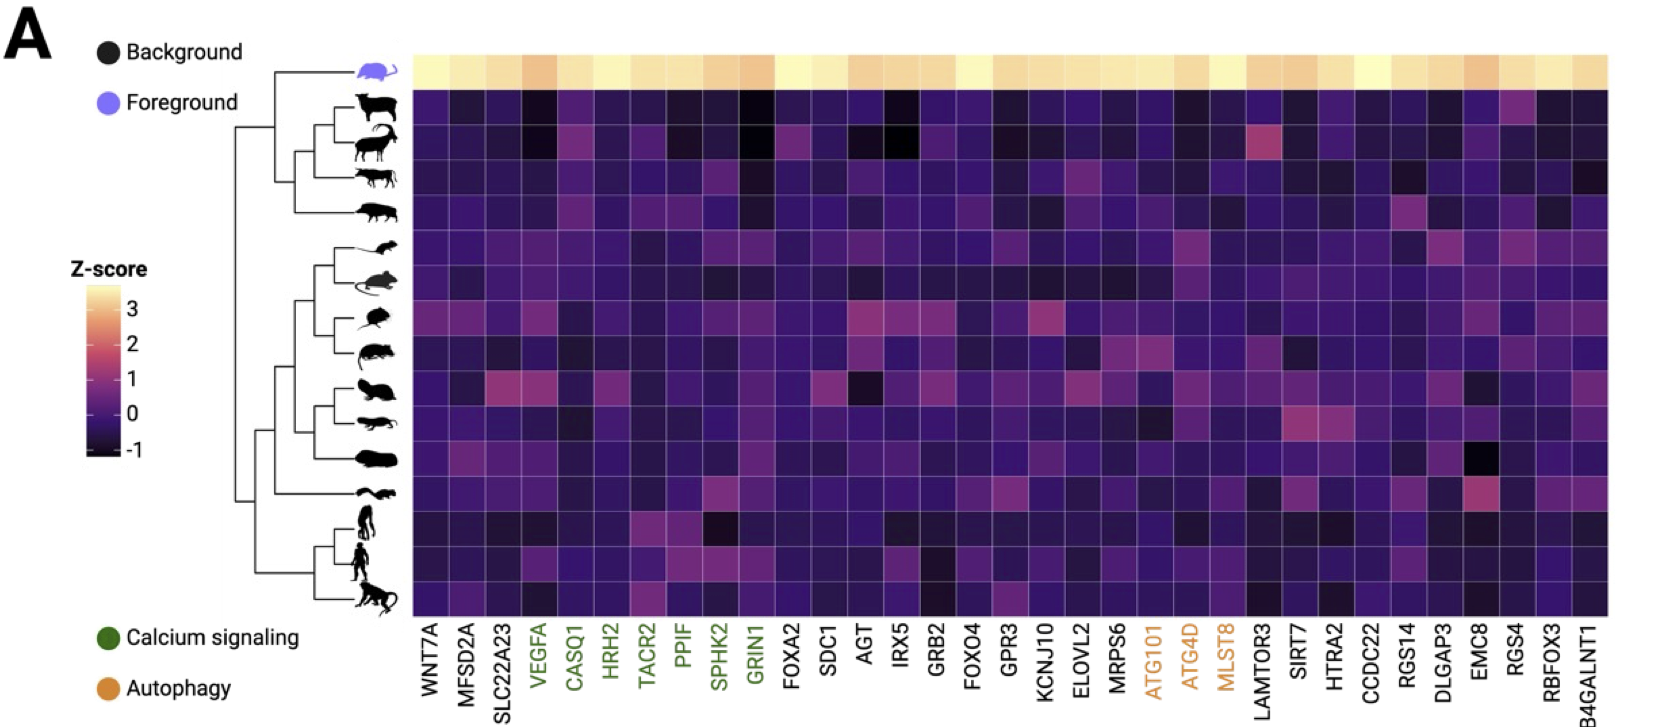 A
Background
Foreground
Z-score
3
2
1
0
-1
Calcium signaling
Autophagy
WNT7A
MFSD2A
SLC22A23
VEGFA
CASQ1
HRH2
TACR2
PPIF
SPHK2
GRIN1
FOXA2
SDC1
AGT
IRX5
GRB2
FOXO4
GPR3
KCNJ10
ELOVL2
MRPS6
ATG101
ATG4D
MLST8
LAMTOR3
SIRT7
HTRA2
CCDC22
RGS14
DLGAP3
EMC8
RGS4
RBFOX3
B4GALNT1